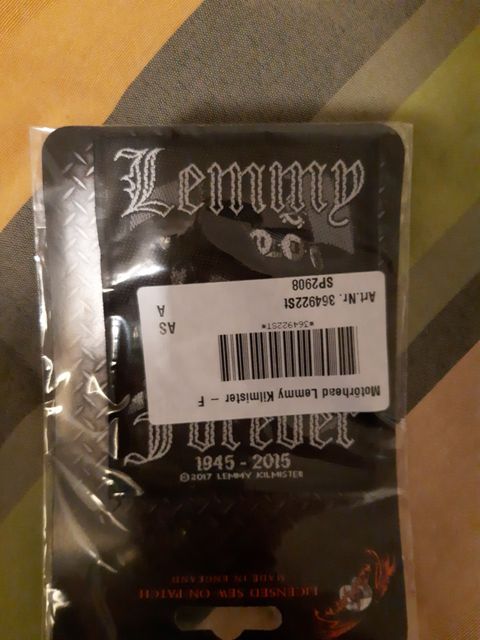 Lemmy
Motörhead Lemmy Kilmister – F
*364922ST*
Art.Nr. 364922St
SP2908
AS
A
Forever
1945 - 2015
©2017 LEMMY KILMISTER
LICENSED SEW ON PATCH
MADE IN ENGLAND